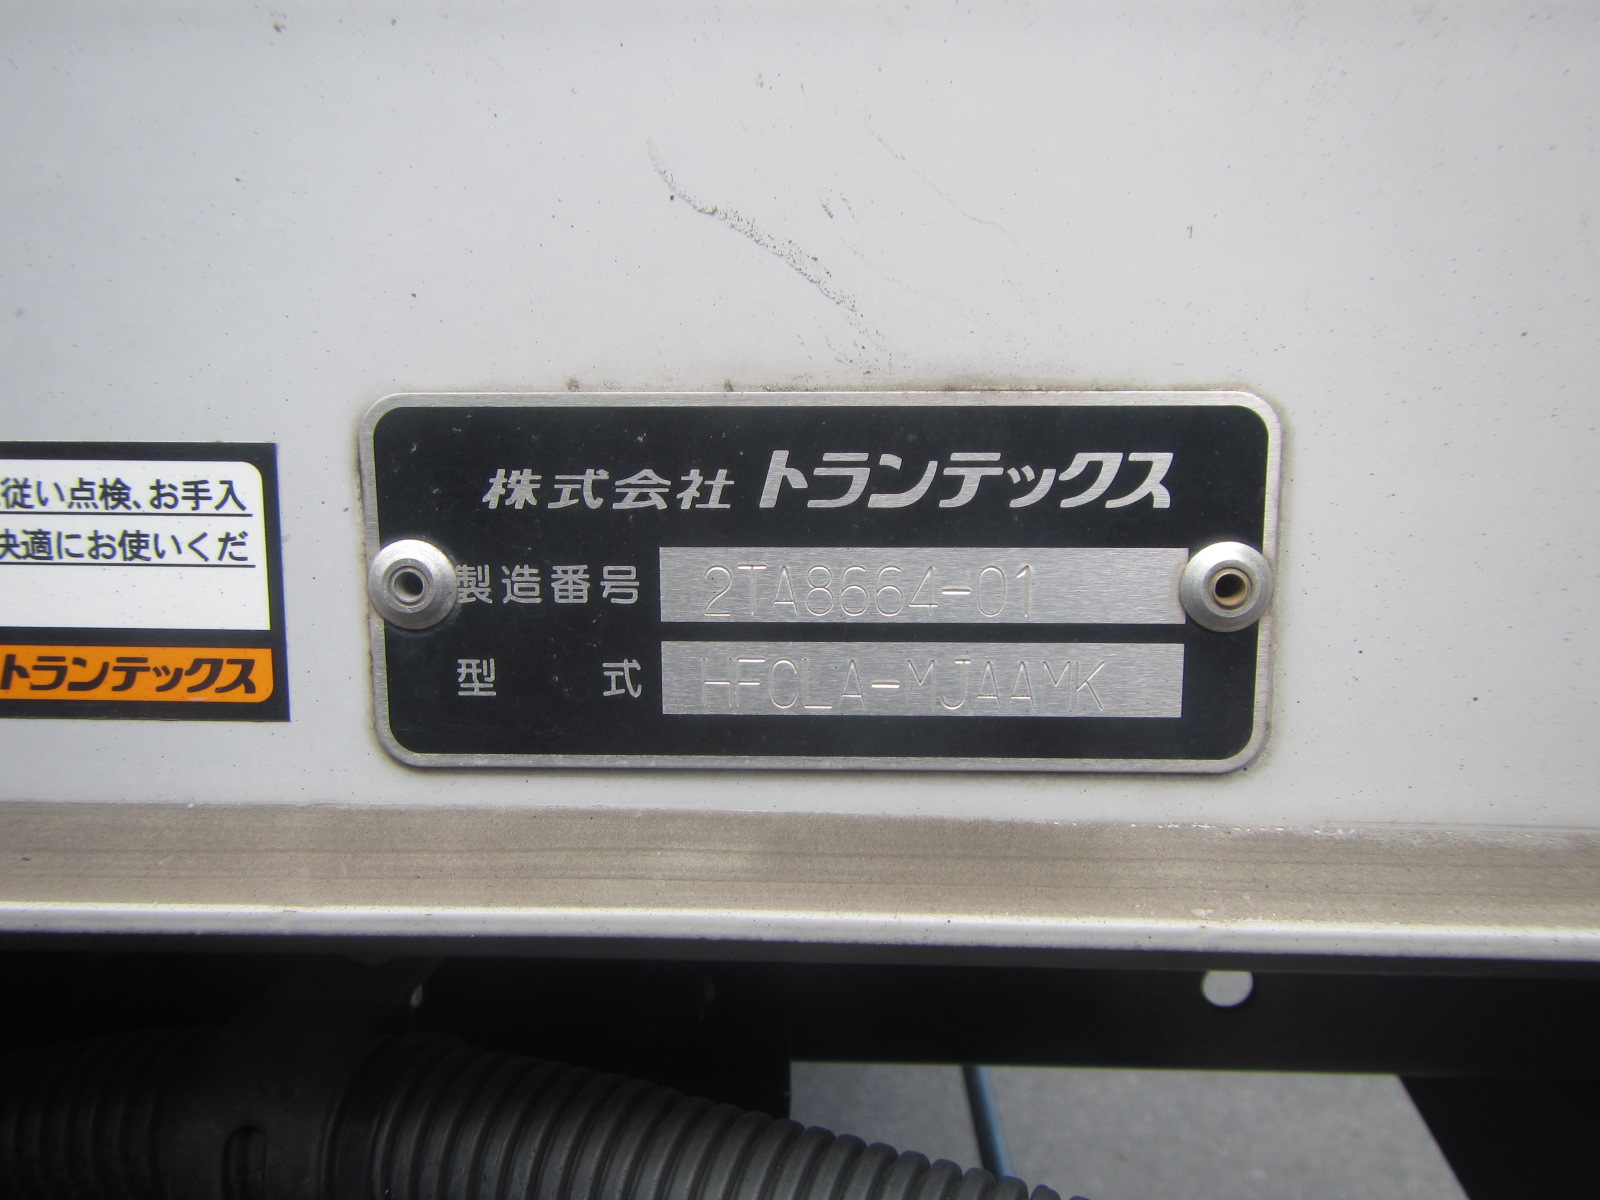 従い点検、お手入
快適にお使いくだ
トランテックス
株式会社 トランテックス
製造番号 2TA8664-01
型 式 HFCLA-MJAAMK